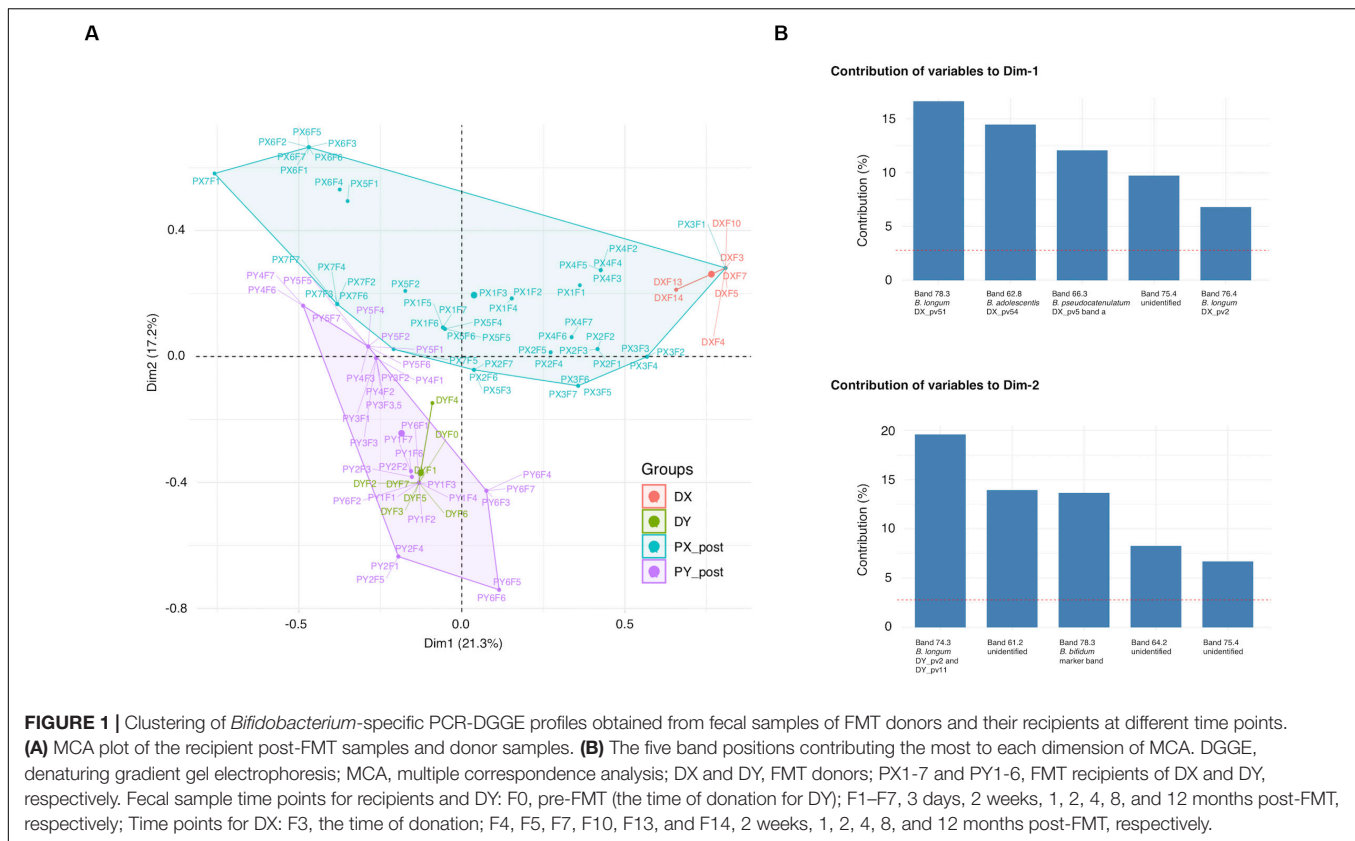 A
B
Contribution of variables to Dim-1
Contribution (%)
15
10
5
0
Band 78.3
B. longum
DX_pv51
Band 62.8
B. adolescentis
DX_pv54
Band 66.3
B. pseudocatenulatum
DX_pv5 band a
Band 75.4
unidentified
Band 76.4
B. longum
DX_pv2
Contribution of variables to Dim-2
Contribution (%)
20
15
10
5
0
Band 74.3
B. longum
DY_pv2 and
DY_pv11
Band 61.2
unidentified
Band 78.3
B. bifidum
marker band
Band 64.2
unidentified
Band 75.4
unidentified
Dim2 (17.2%)
0.4
0.0
-0.4
-0.8
-0.5
0.0
0.5
Dim1 (21.3%)
PX6F5
PX6F2
PX6F3
PX6F7
PX6F6
PX6F1
PX7F1
PX6F4
PX5F1
PX3F1
DXF10
DXF3
DXF7
DXF13
DXF14
DXF5
DXF4
PX4F2
PX4F5
PX4F4
PX4F3
PX1F1
PX7F7
PX7F4
PX7F2
PX7F3
PX7F6
PX5F2
PX1F3
PX1F2
PX1F4
PX1F5
PX1F7
PX1F6
PX5F4
PX5F6
PX5F5
PX4F7
PX4F6
PX2F2
PX2F5
PX2F3
PX2F4
PX2F1
PX3F3
PX3F2
PX3F4
PX7F5
PX2F7
PX2F6
PX5F3
PX3F6
PX3F7
PX3F5
PY4F7
PY5F5
PY4F6
PY5F4
PY5F7
PY5F2
PY5F1
PY5F6
PY4F3
PY3F2
PY4F1
PY4F2
PY3F3,5
PY3F1
PY3F3
DYF4
PY6F1
DYF0
PY1F7
PY1F6
PY2F3
PY2F2
DYF1
DYF2
DYF7
PY1F3
PY6F2
PY1F1
DYF5
PY1F4
DYF3
DYF6
PY1F2
PY6F4
PY6F7
PY6F3
PY2F4
PY2F1
PY2F5
PY6F5
PY6F6
Groups
DX
DY
PX_post
PY_post
FIGURE 1 | Clustering of Bifidobacterium-specific PCR-DGGE profiles obtained from fecal samples of FMT donors and their recipients at different time points.
(A) MCA plot of the recipient post-FMT samples and donor samples. (B) The five band positions contributing the most to each dimension of MCA. DGGE,
denaturing gradient gel electrophoresis; MCA, multiple correspondence analysis; DX and DY, FMT donors; PX1-7 and PY1-6, FMT recipients of DX and DY,
respectively. Fecal sample time points for recipients and DY: F0, pre-FMT (the time of donation for DY); F1–F7, 3 days, 2 weeks, 1, 2, 4, 8, and 12 months post-FMT,
respectively; Time points for DX: F3, the time of donation; F4, F5, F7, F10, F13, and F14, 2 weeks, 1, 2, 4, 8, and 12 months post-FMT, respectively.